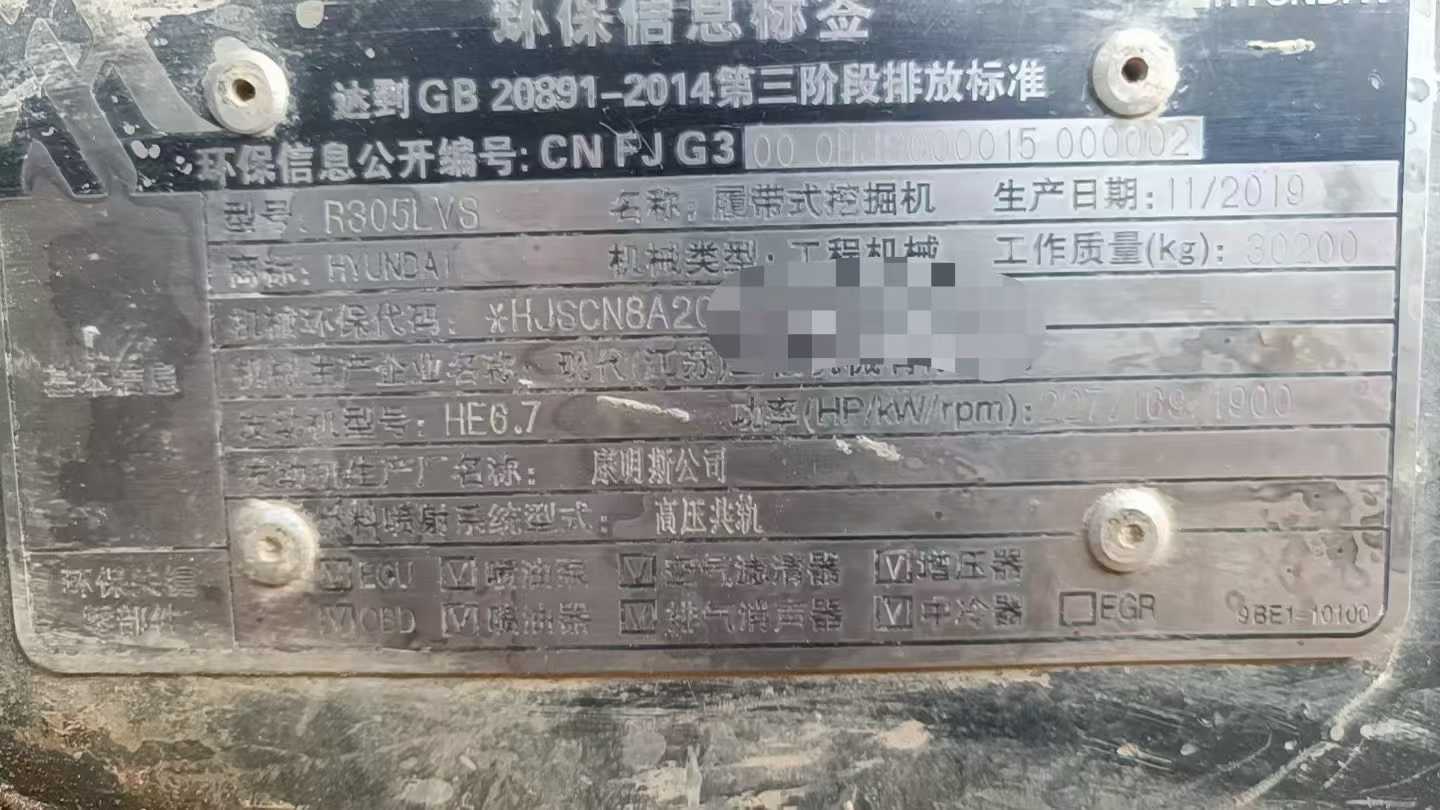 环保信息标签
达到GB 20891-2014第三阶段排放标准
环保信息公开编号: CN FJ G3 00 0HJ 000015 000002
型号: R305LVS 名称: 履带式挖掘机 生产日期: 11/2019
商标: HYUNDAI 机械类型: 工程机械 工作质量(kg): 30200
机械环保代码: *HJSCN8A20
基本信息
机械生产企业名称: 现代(江苏)
发动机型号: HE6.7 功率(HP/kW/rpm): 227/169/1900
发动机生产厂名称: 康明斯公司
燃料喷射系统型式: 高压共轨
环保装置 ECU 喷油泵 空气滤清器 增压器
部件 OBD 喷油器 排气消声器 中冷器 EGR 9BE1-10100